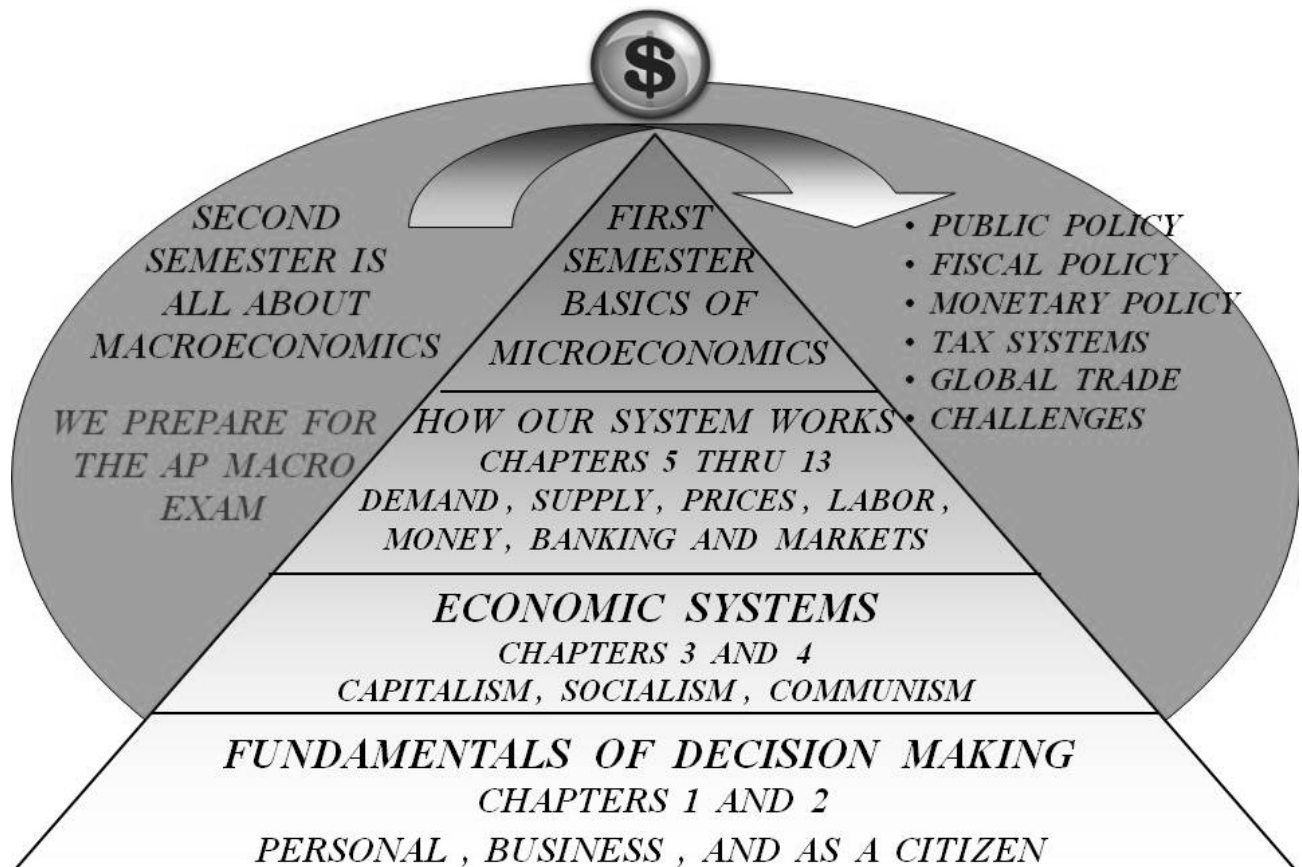 $
SECOND
SEMESTER IS
ALL ABOUT
MACROECONOMICS
WE PREPARE FOR
THE AP MACRO
EXAM
FIRST
SEMESTER
BASICS OF
MICROECONOMICS
HOW OUR SYSTEM WORKS
CHAPTERS 5 THRU 13
DEMAND , SUPPLY , PRICES , LABOR ,
MONEY , BANKING AND MARKETS
ECONOMIC SYSTEMS
CHAPTERS 3 AND 4
CAPITALISM , SOCIALISM , COMMUNISM
FUNDAMENTALS OF DECISION MAKING
CHAPTERS 1 AND 2
PERSONAL , BUSINESS , AND AS A CITIZEN
• PUBLIC POLICY
• FISCAL POLICY
• MONETARY POLICY
• TAX SYSTEMS
• GLOBAL TRADE
• CHALLENGES